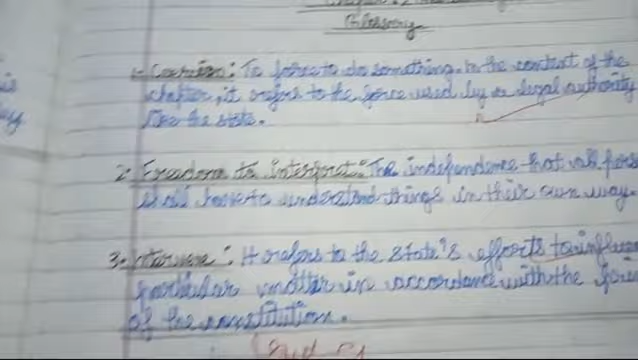 Glossary
1. Coercion: To force to do something. In the context of the
chapter, it refers to the force used by a legal authority
like the state.
2. Freedom to interpret: The independence that all pers
shall have to understand things in their own way.
3. Intervene: It refers to the State's efforts to influen
particular matter in accordance with the
of the constitution.